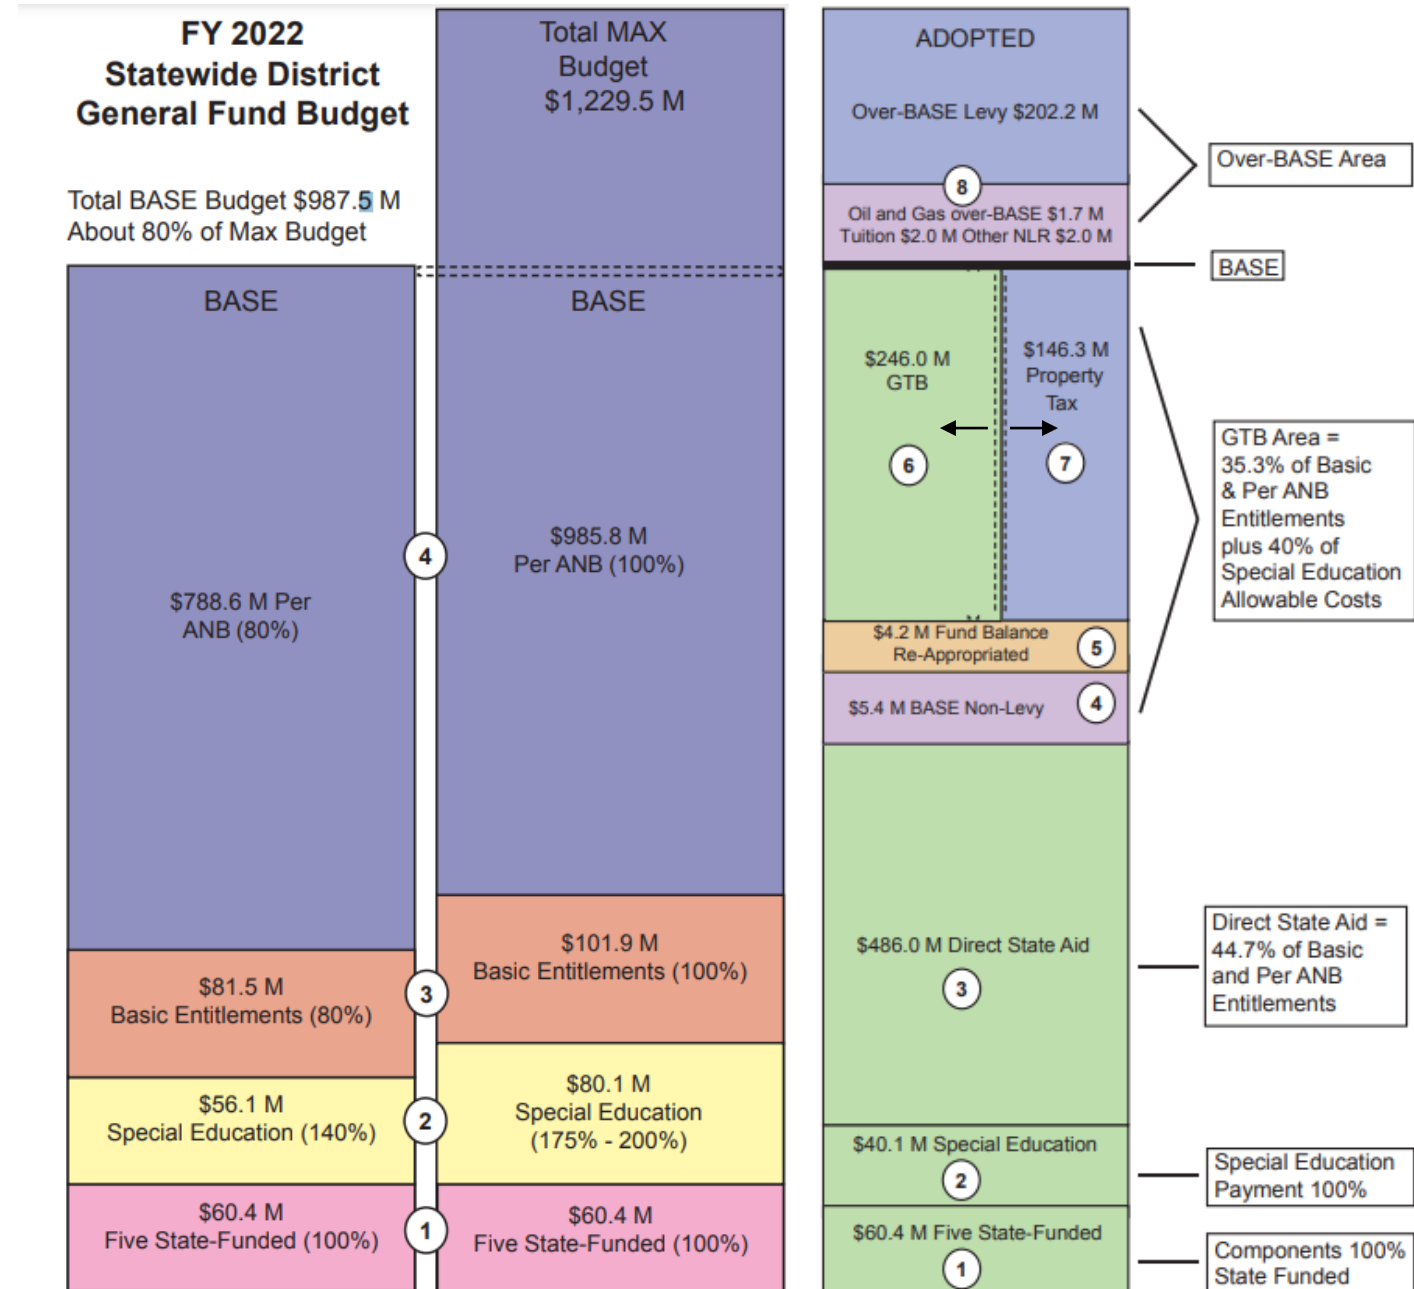 FY 2022
Statewide District
General Fund Budget
Total BASE Budget $987.5 M
About 80% of Max Budget
BASE
$788.6 M Per
ANB (80%)
$81.5 M
Basic Entitlements (80%)
$56.1 M
Special Education (140%)
$60.4 M
Five State-Funded (100%)
4
3
2
1
Total MAX
Budget
$1,229.5 M
BASE
$985.8 M
Per ANB (100%)
$101.9 M
Basic Entitlements (100%)
$80.1 M
Special Education
(175% - 200%)
$60.4 M
Five State-Funded (100%)
ADOPTED
Over-BASE Levy $202.2 M
8
Oil and Gas over-BASE $1.7 M
Tuition $2.0 M Other NLR $2.0 M
$246.0 M
GTB
6
$146.3 M
Property
Tax
7
$4.2 M Fund Balance
Re-Appropriated
5
$5.4 M BASE Non-Levy
4
$486.0 M Direct State Aid
3
$40.1 M Special Education
2
$60.4 M Five State-Funded
1
Over-BASE Area
BASE
GTB Area =
35.3% of Basic
& Per ANB
Entitlements
plus 40% of
Special Education
Allowable Costs
Direct State Aid =
44.7% of Basic
and Per ANB
Entitlements
Special Education
Payment 100%
Components 100%
State Funded